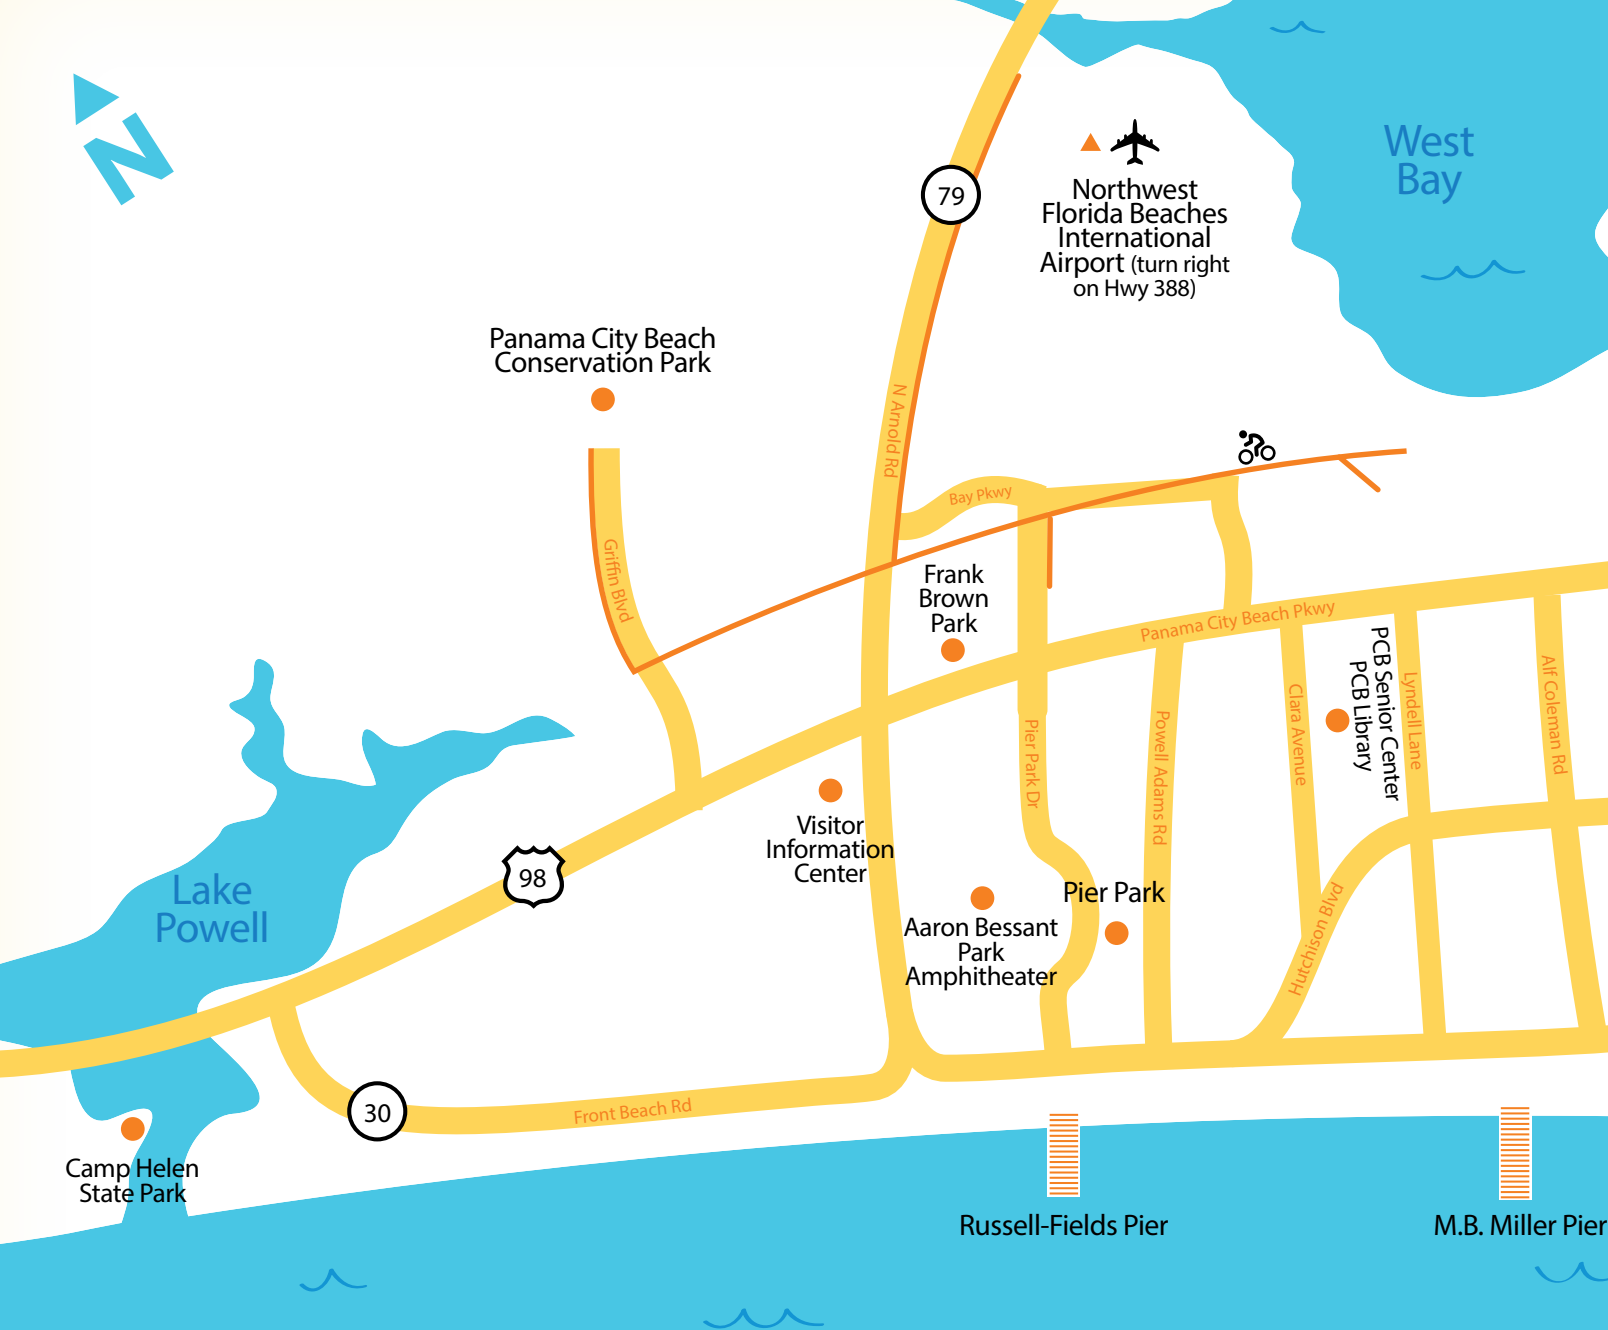 N
West
Bay
79
Northwest
Florida Beaches
International
Airport (turn right
on Hwy 388)
Panama City Beach
Conservation Park
N Arnold Rd
Bay Pkwy
Griffin Blvd
Frank
Brown
Park
Panama City Beach Pkwy
PCB Senior Center
PCB Library
Lyndell Lane
Alf Coleman Rd
Clara Avenue
Powell Adams Rd
Pier Park Dr
Visitor
Information
Center
98
Lake
Powell
Pier Park
Aaron Bessant
Park
Amphitheater
Hutchison Blvd
30
Front Beach Rd
Camp Helen
State Park
Russell-Fields Pier
M.B. Miller Pier